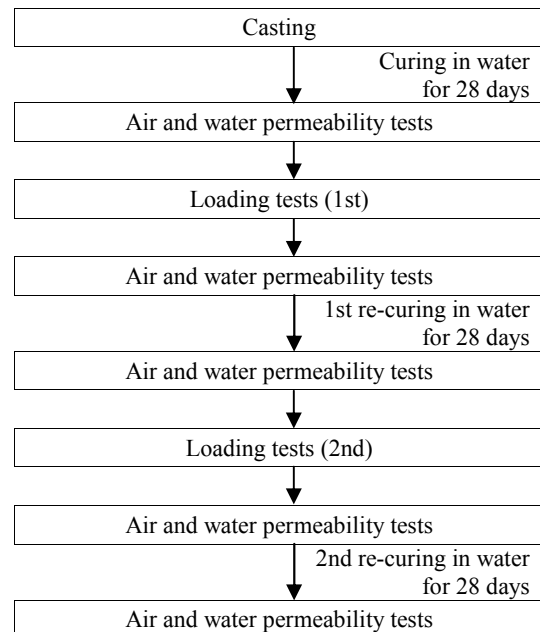 Casting
Curing in water
for 28 days
Air and water permeability tests
Loading tests (1st)
Air and water permeability tests
1st re-curing in water
for 28 days
Air and water permeability tests
Loading tests (2nd)
Air and water permeability tests
2nd re-curing in water
for 28 days
Air and water permeability tests